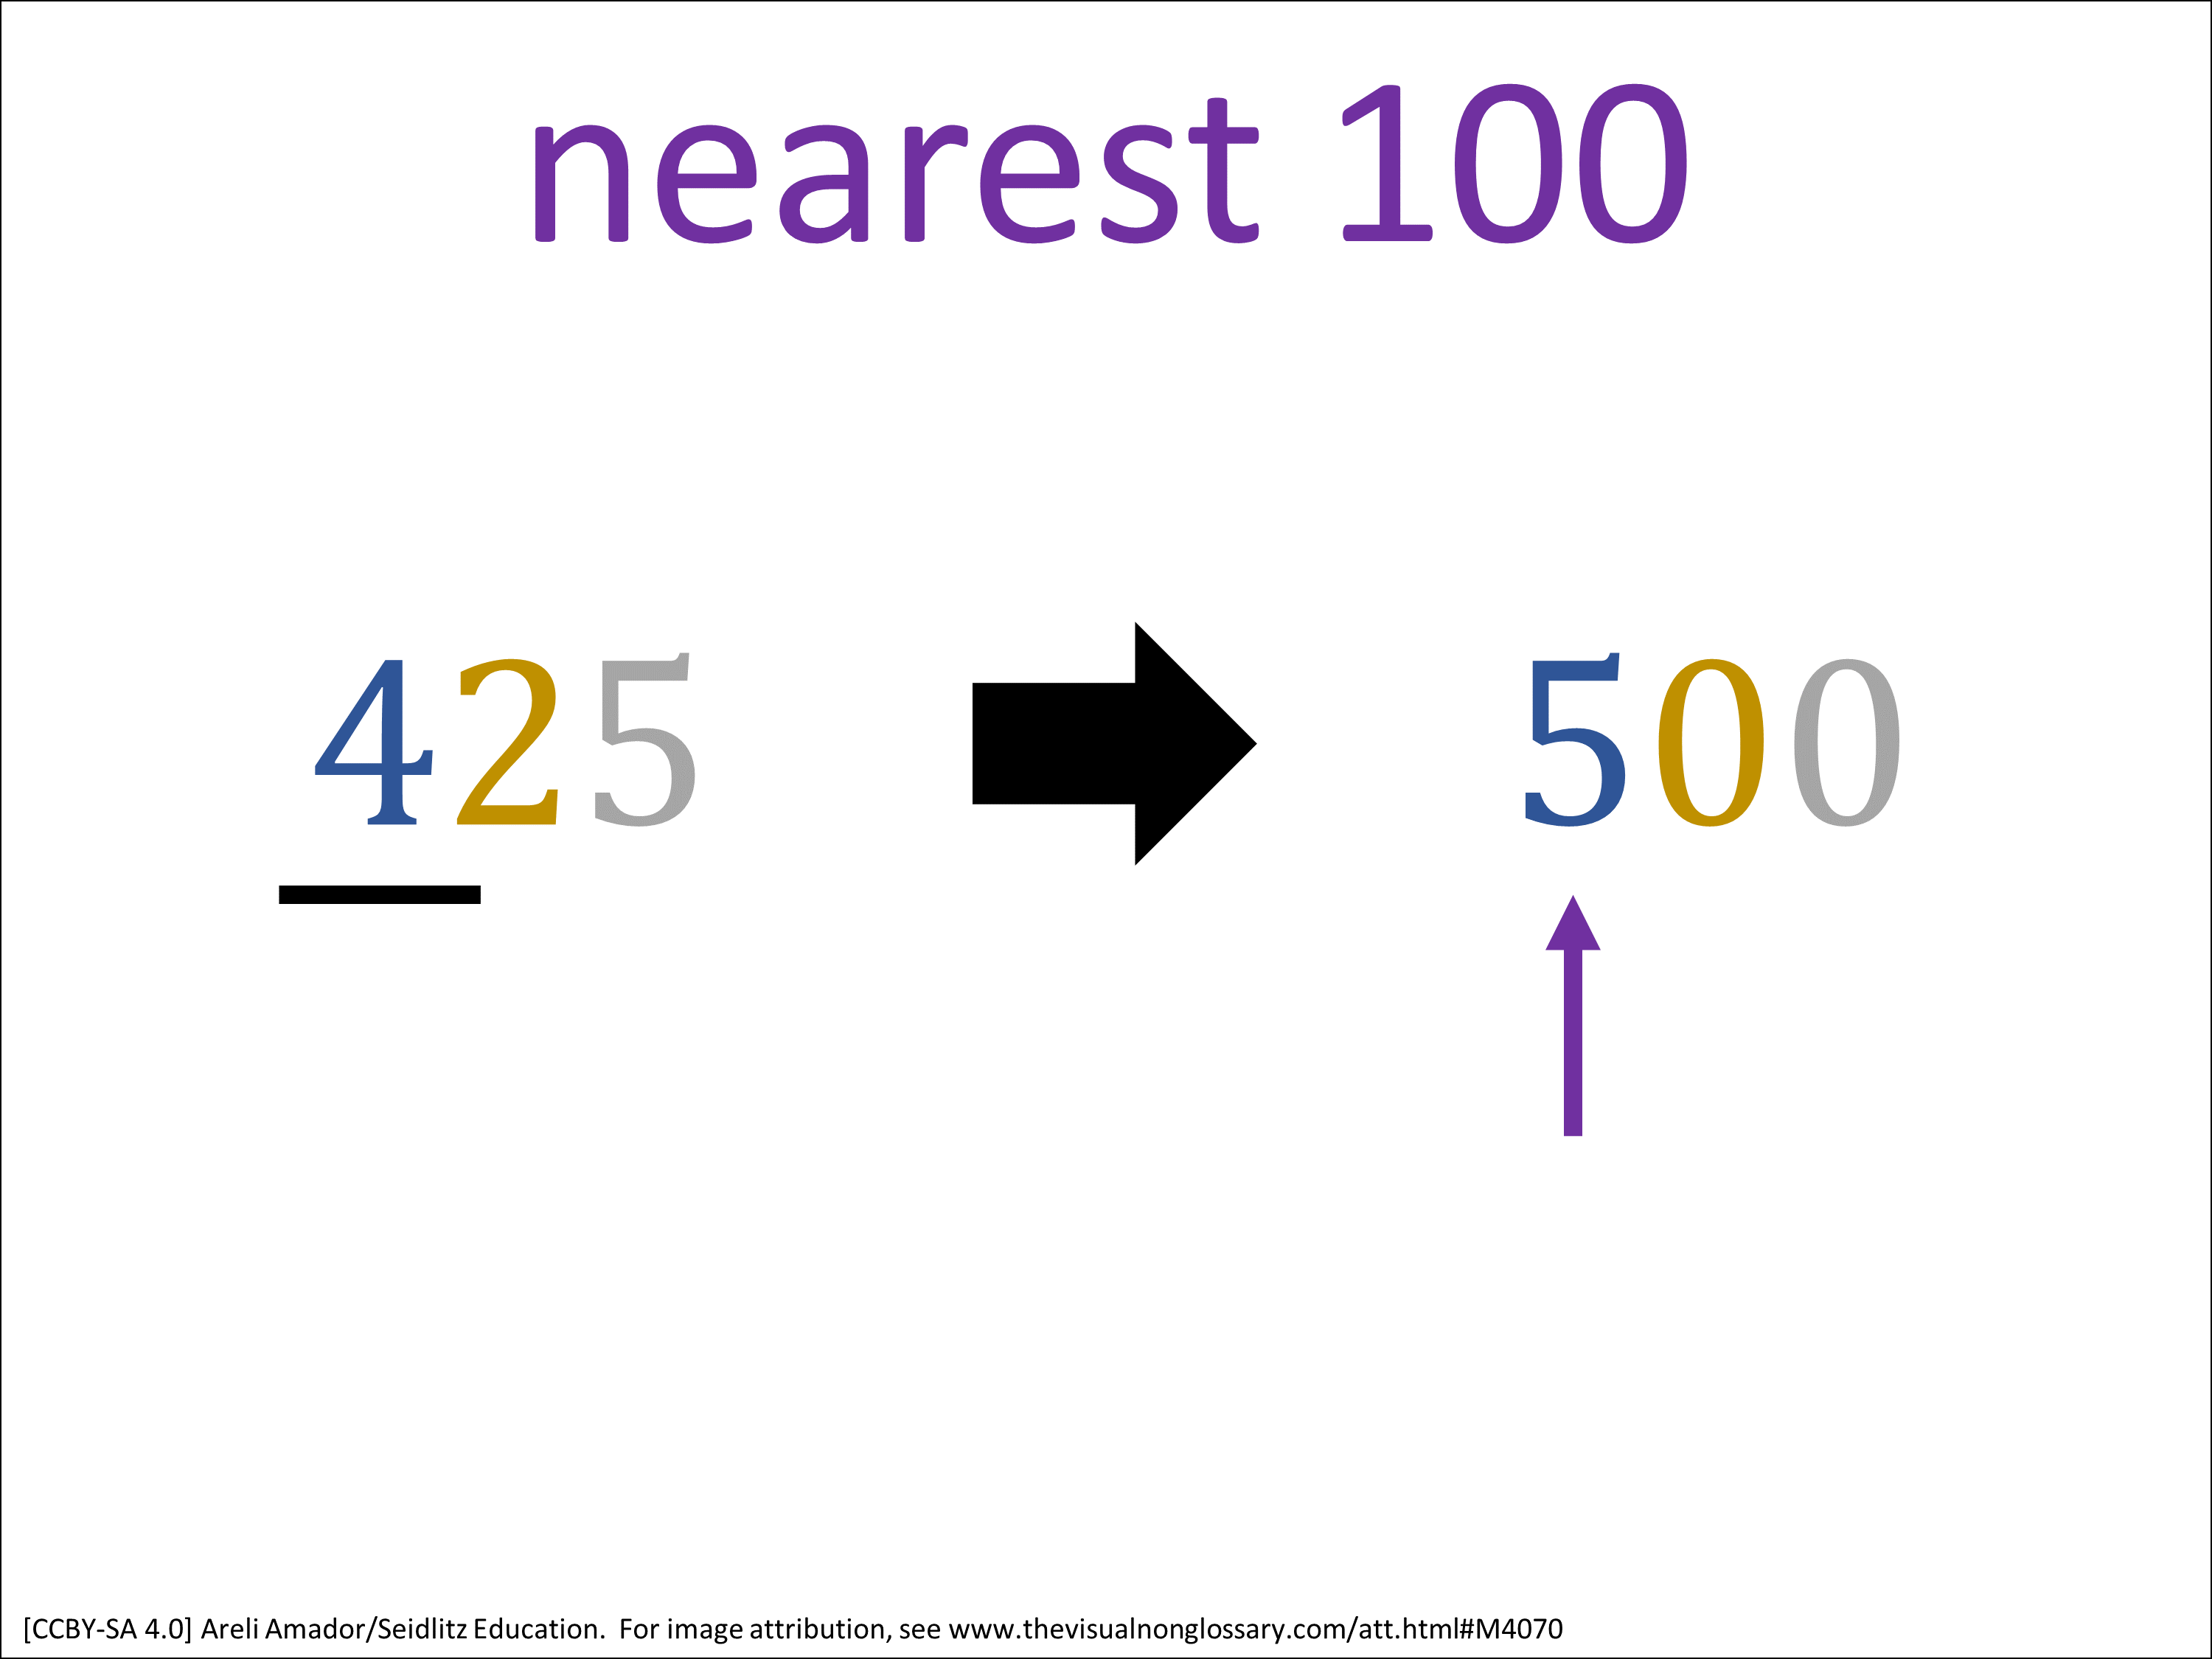 nearest 100
425 500
[CCBY-SA 4.0] Areli Amador/Seidlitz Education. For image attribution, see www.thevisualnonglossary.com/att.html#M4070